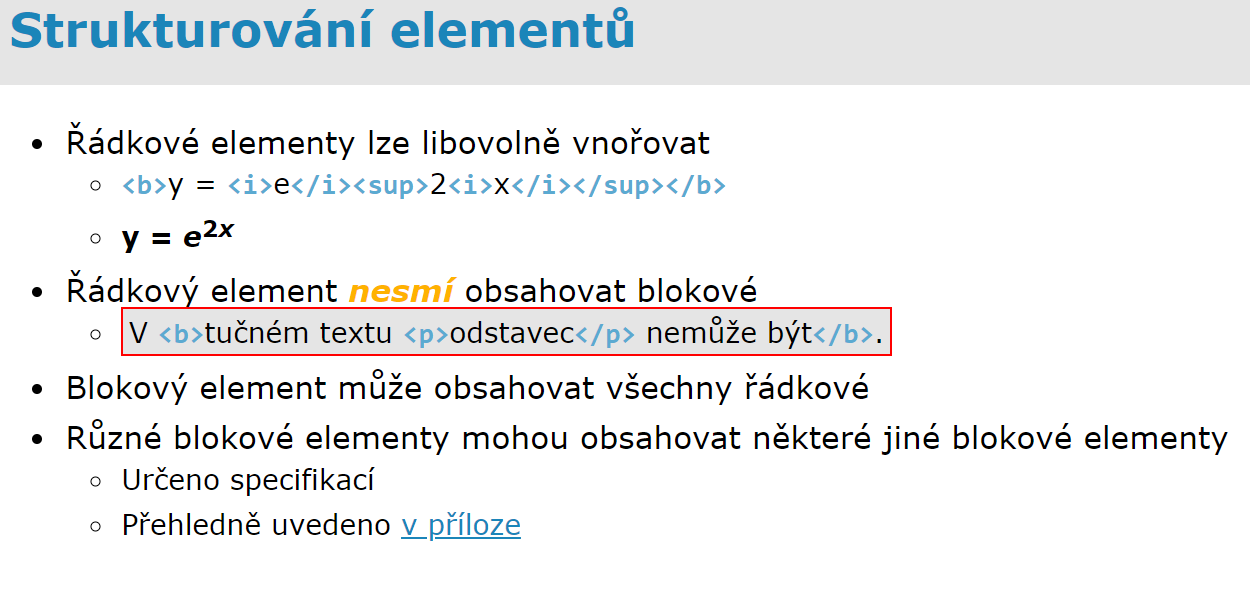 Strukturování elementů
Řádkové elementy lze libovolně vnořovat
<b>y = <i>e</i><sup>2<i>x</i></sup></b>
y = e2x
Řádkový element nesmí obsahovat blokové
V <b>tučném textu <p>odstavec</p> nemůže být</b>.
Blokový element může obsahovat všechny řádkové
Různé blokové elementy mohou obsahovat některé jiné blokové elementy
Určeno specifikací
Přehledně uvedeno v příloze